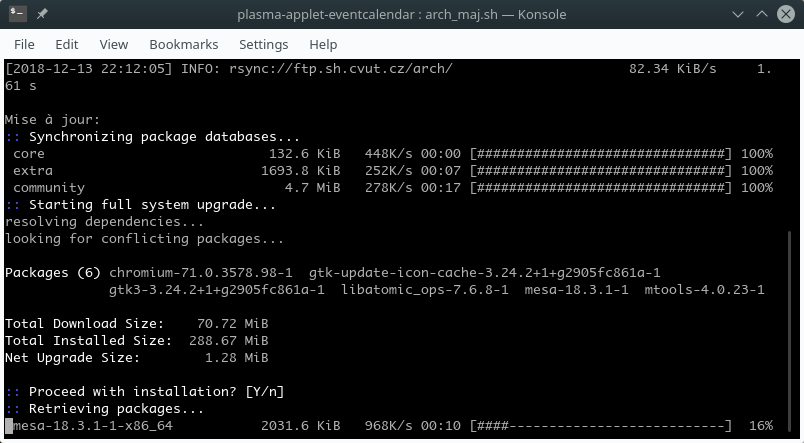 plasma-applet-eventcalendar : arch_maj.sh — Konsole
File Edit View Bookmarks Settings Help
[2018-12-13 22:12:05] INFO: rsync://ftp.sh.cvut.cz/arch/ 82.34 KiB/s 1.
61 s
Mise à jour:
:: Synchronizing package databases...
core 132.6 KiB 448K/s 00:00 [###############################] 100%
extra 1693.8 KiB 252K/s 00:07 [###############################] 100%
community 4.7 MiB 278K/s 00:17 [###############################] 100%
:: Starting full system upgrade...
resolving dependencies...
looking for conflicting packages...
Packages (6) chromium-71.0.3578.98-1 gtk-update-icon-cache-3.24.2+1+g2905fc861a-1
gtk3-3.24.2+1+g2905fc861a-1 libatomic_ops-7.6.8-1 mesa-18.3.1-1 mtools-4.0.23-1
Total Download Size: 70.72 MiB
Total Installed Size: 288.67 MiB
Net Upgrade Size: 1.28 MiB
:: Proceed with installation? [Y/n]
:: Retrieving packages...
mesa-18.3.1-1-x86_64 2031.6 KiB 968K/s 00:10 [####---------------------------] 16%